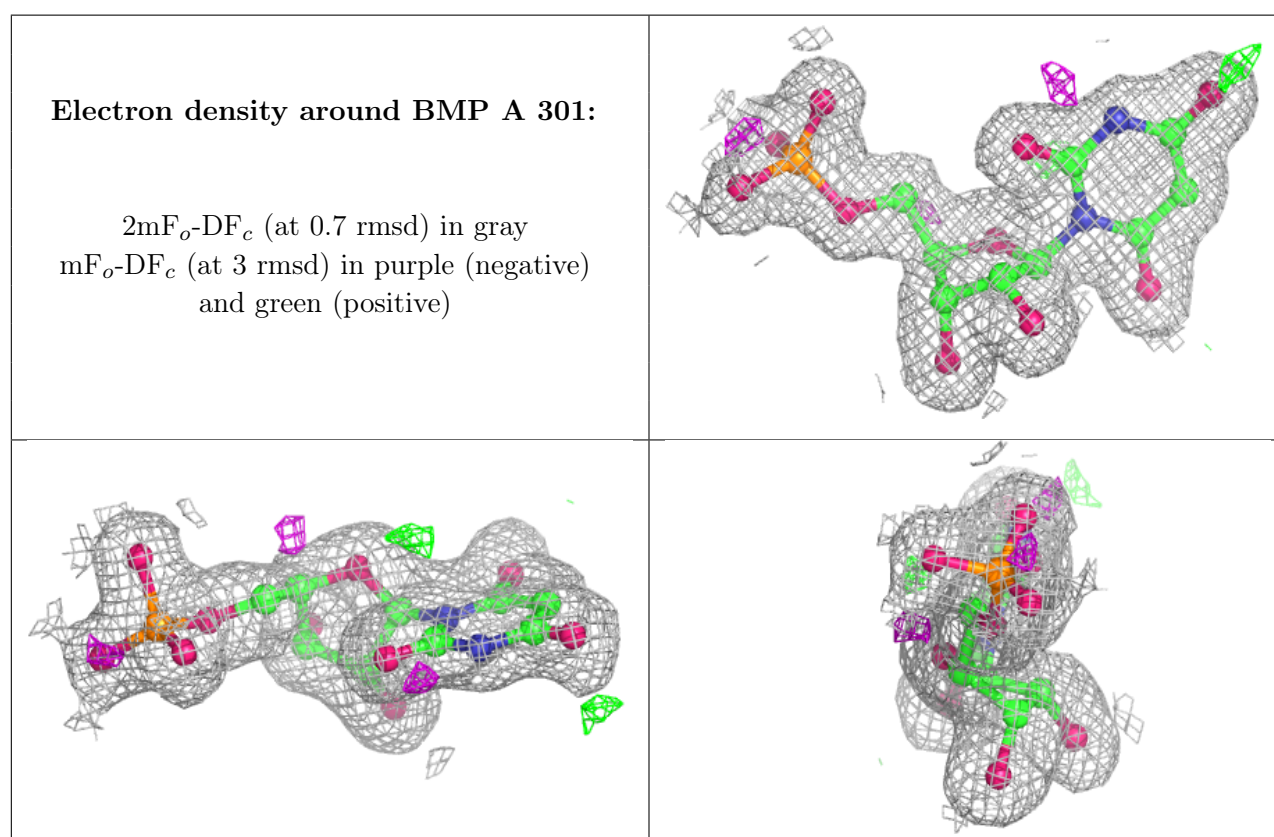 Electron density around BMP A 301:
2mFo-DFc (at 0.7 rmsd) in gray
mFo-DFc (at 3 rmsd) in purple (negative)
and green (positive)